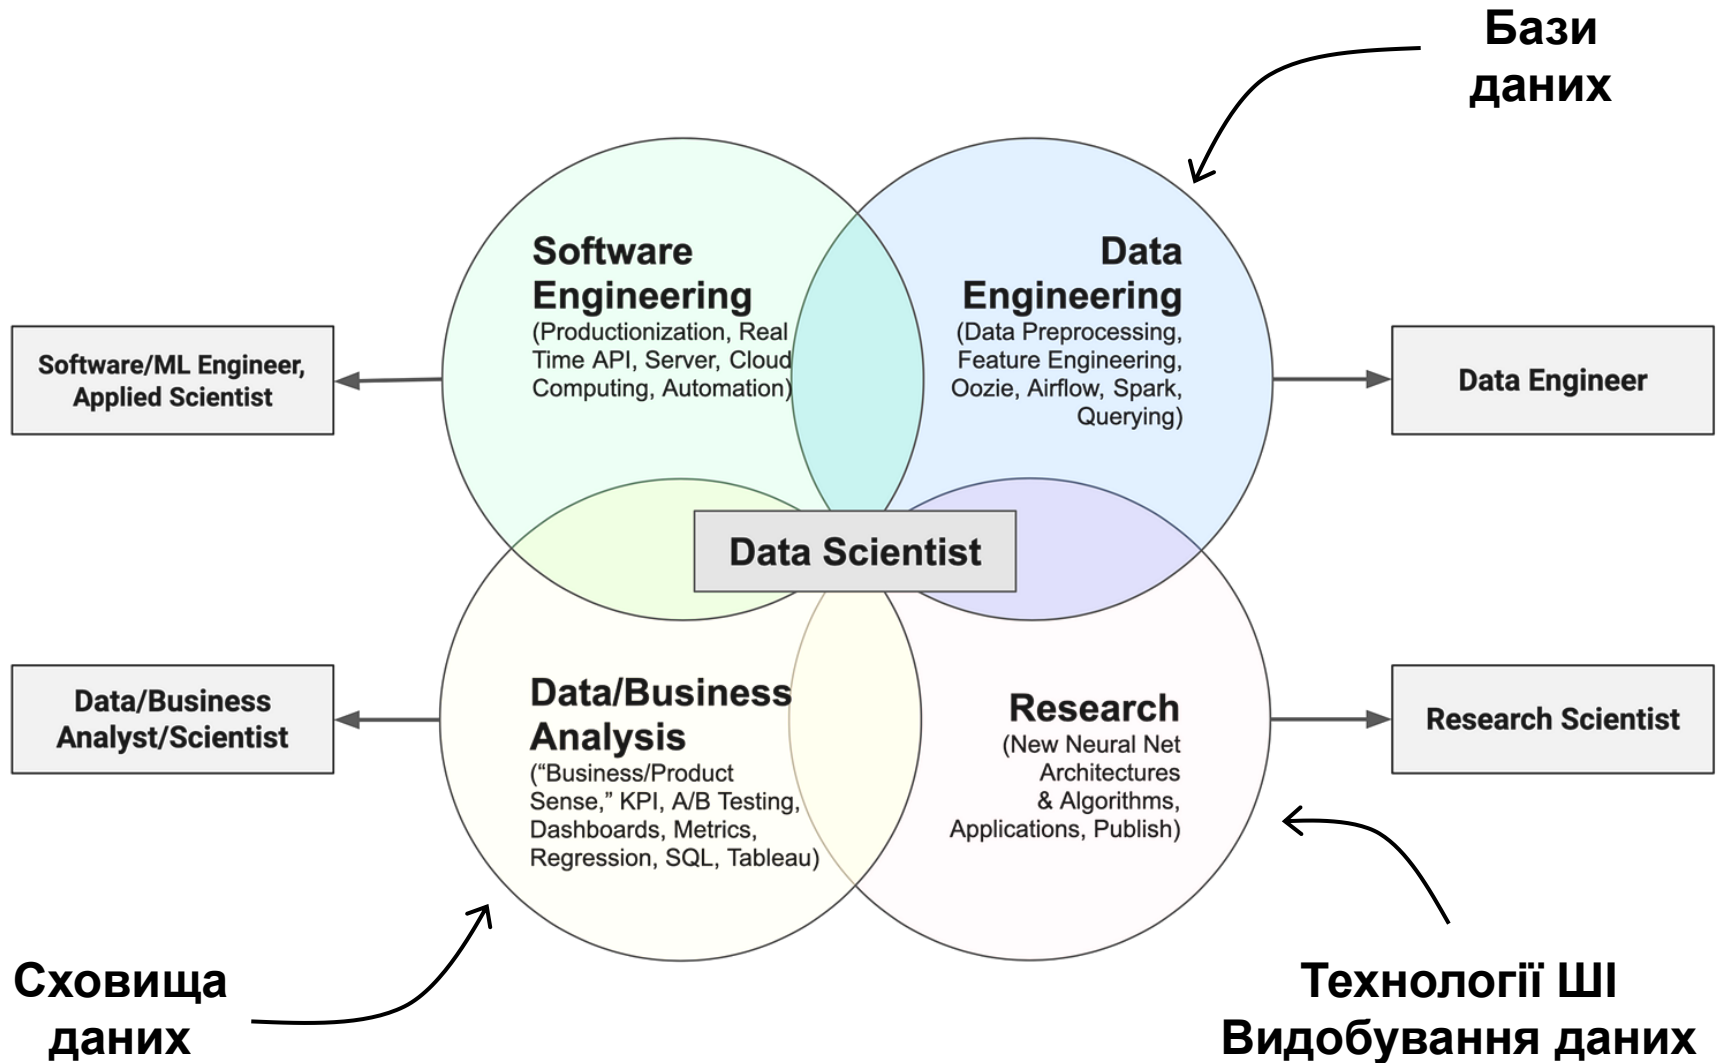 Бази
даних
Software
Engineering
(Productionization, Real
Time API, Server, Cloud
Computing, Automation)
Data
Engineering
(Data Preprocessing,
Feature Engineering,
Oozie, Airflow, Spark,
Querying)
Software/ML Engineer,
Applied Scientist
Data Engineer
Data Scientist
Data/Business
Analyst/Scientist
Data/Business
Analysis
(“Business/Product
Sense,” KPI, A/B Testing,
Dashboards, Metrics,
Regression, SQL, Tableau)
Research
(New Neural Net
Architectures
& Algorithms,
Applications, Publish)
Research Scientist
Сховища
даних
Технології ШІ
Видобування даних